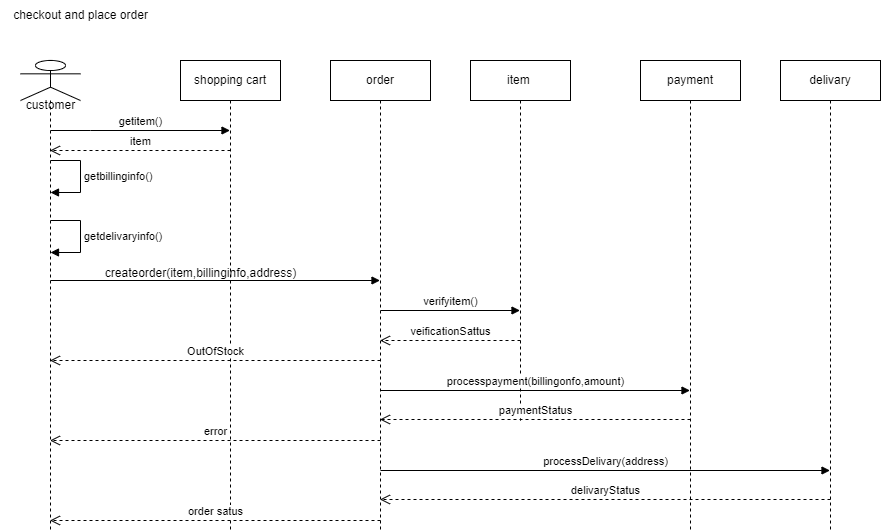 checkout and place order
customer
shopping cart
order
item
payment
delivary
getitem()
item
getbillinginfo()
getdelivaryinfo()
createorder(item,billinginfo,address)
verifyitem()
veificationSattus
OutOfStock
processpayment(billingonfo,amount)
paymentStatus
error
processDelivary(address)
delivaryStatus
order satus